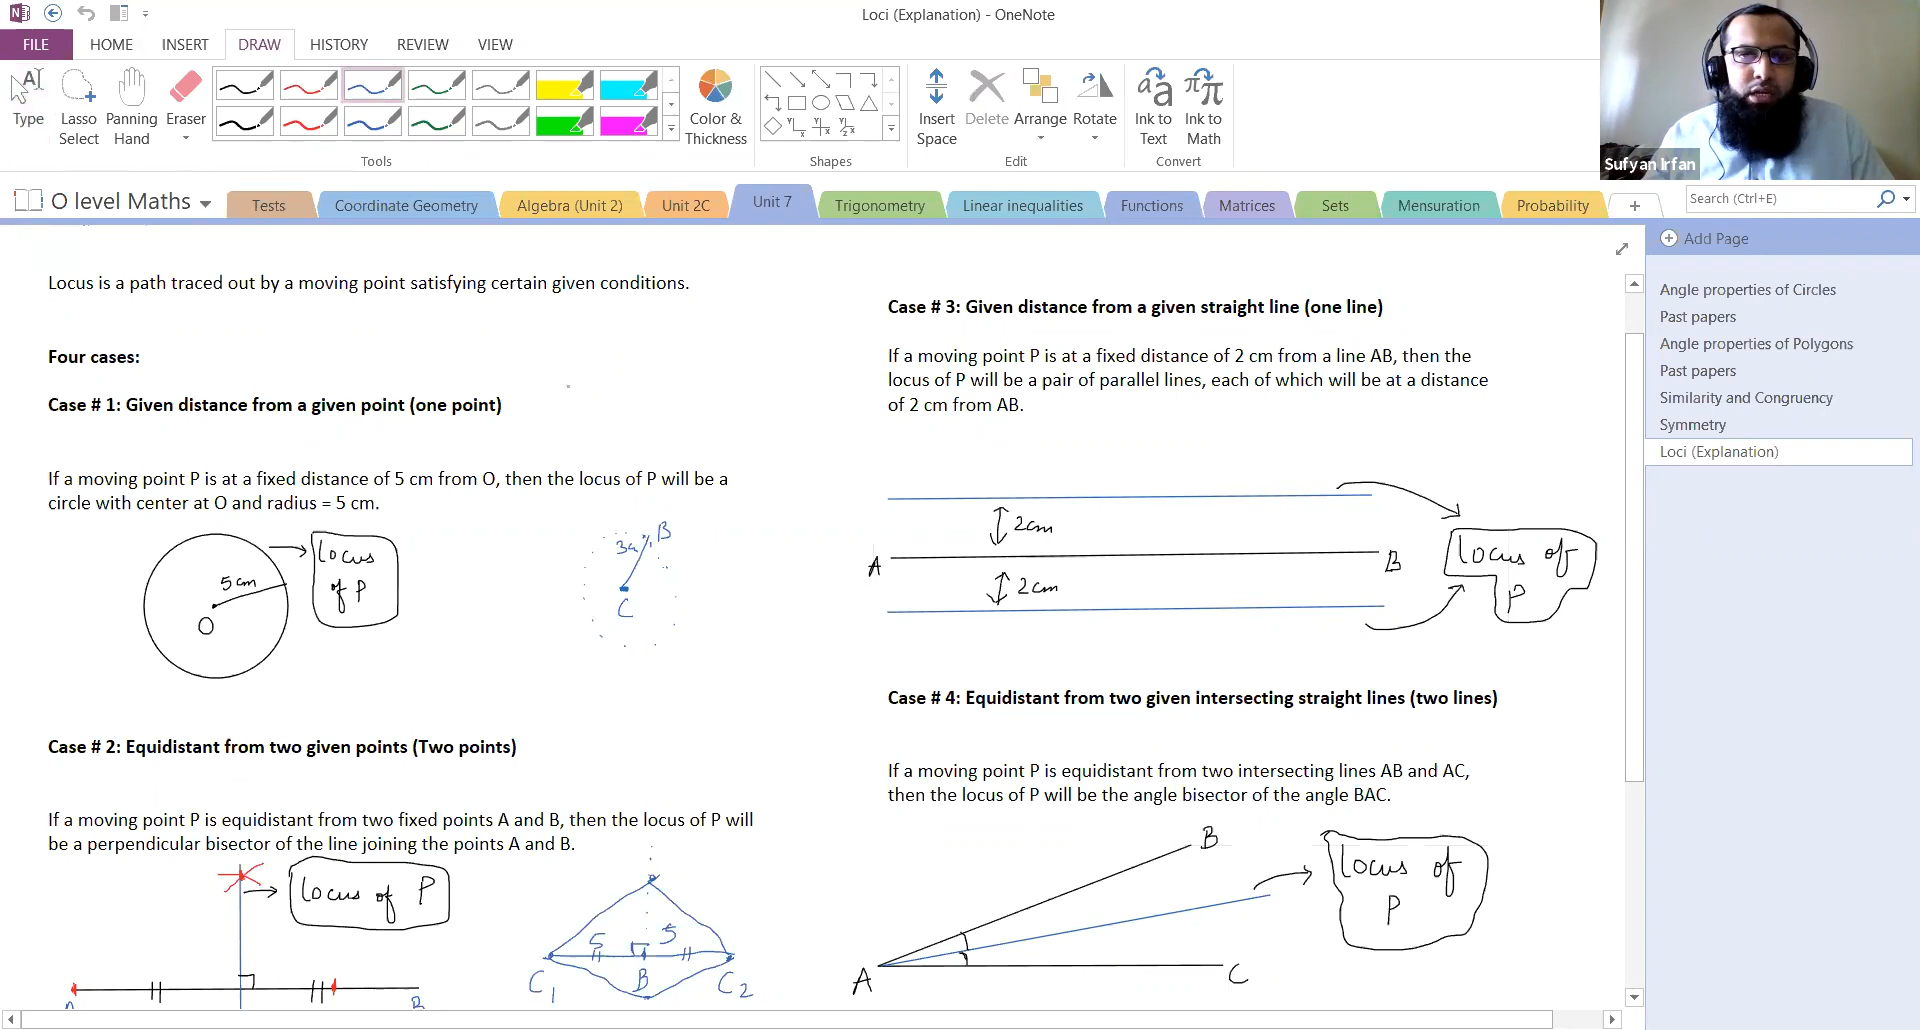 Loci (Explanation) - OneNote
FILE
HOME
INSERT
DRAW
HISTORY
REVIEW
VIEW
Type
Lasso
Select
Panning
Hand
Eraser
Color &
Thickness
Insert
Space
Delete
Arrange
Rotate
Ink to
Text
Ink to
Math
Tools
Shapes
Edit
Convert
Sufyan Irfan
O level Maths
Tests
Coordinate Geometry
Algebra (Unit 2)
Unit 2C
Unit 7
Trigonometry
Linear inequalities
Functions
Matrices
Sets
Mensuration
Probability
Search (Ctrl+E)
Add Page
Angle properties of Circles
Past papers
Angle properties of Polygons
Past papers
Similarity and Congruency
Symmetry
Loci (Explanation)
Locus is a path traced out by a moving point satisfying certain given conditions.
Four cases:
Case # 1: Given distance from a given point (one point)
If a moving point P is at a fixed distance of 5 cm from O, then the locus of P will be a
circle with center at O and radius = 5 cm.
5cm
O
Locus
of P
B
C
Case # 2: Equidistant from two given points (Two points)
If a moving point P is equidistant from two fixed points A and B, then the locus of P will
be a perpendicular bisector of the line joining the points A and B.
Locus of P
5 5
C1 B C2
Case # 3: Given distance from a given straight line (one line)
If a moving point P is at a fixed distance of 2 cm from a line AB, then the
locus of P will be a pair of parallel lines, each of which will be at a distance
of 2 cm from AB.
2cm
A
B
2cm
Locus of
P
Case # 4: Equidistant from two given intersecting straight lines (two lines)
If a moving point P is equidistant from two intersecting lines AB and AC,
then the locus of P will be the angle bisector of the angle BAC.
B
Locus of
P
A
C